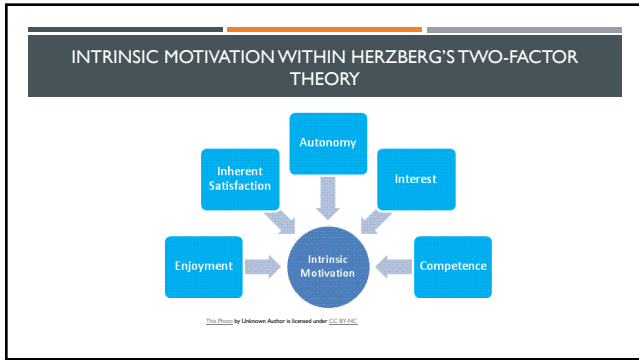 INTRINSIC MOTIVATION WITHIN HERZBERG'S TWO-FACTOR
THEORY
Autonomy
Inherent
Satisfaction
Interest
Enjoyment
Intrinsic
Motivation
Competence
This Photo by Unknown Author is licensed under CC BY-NC